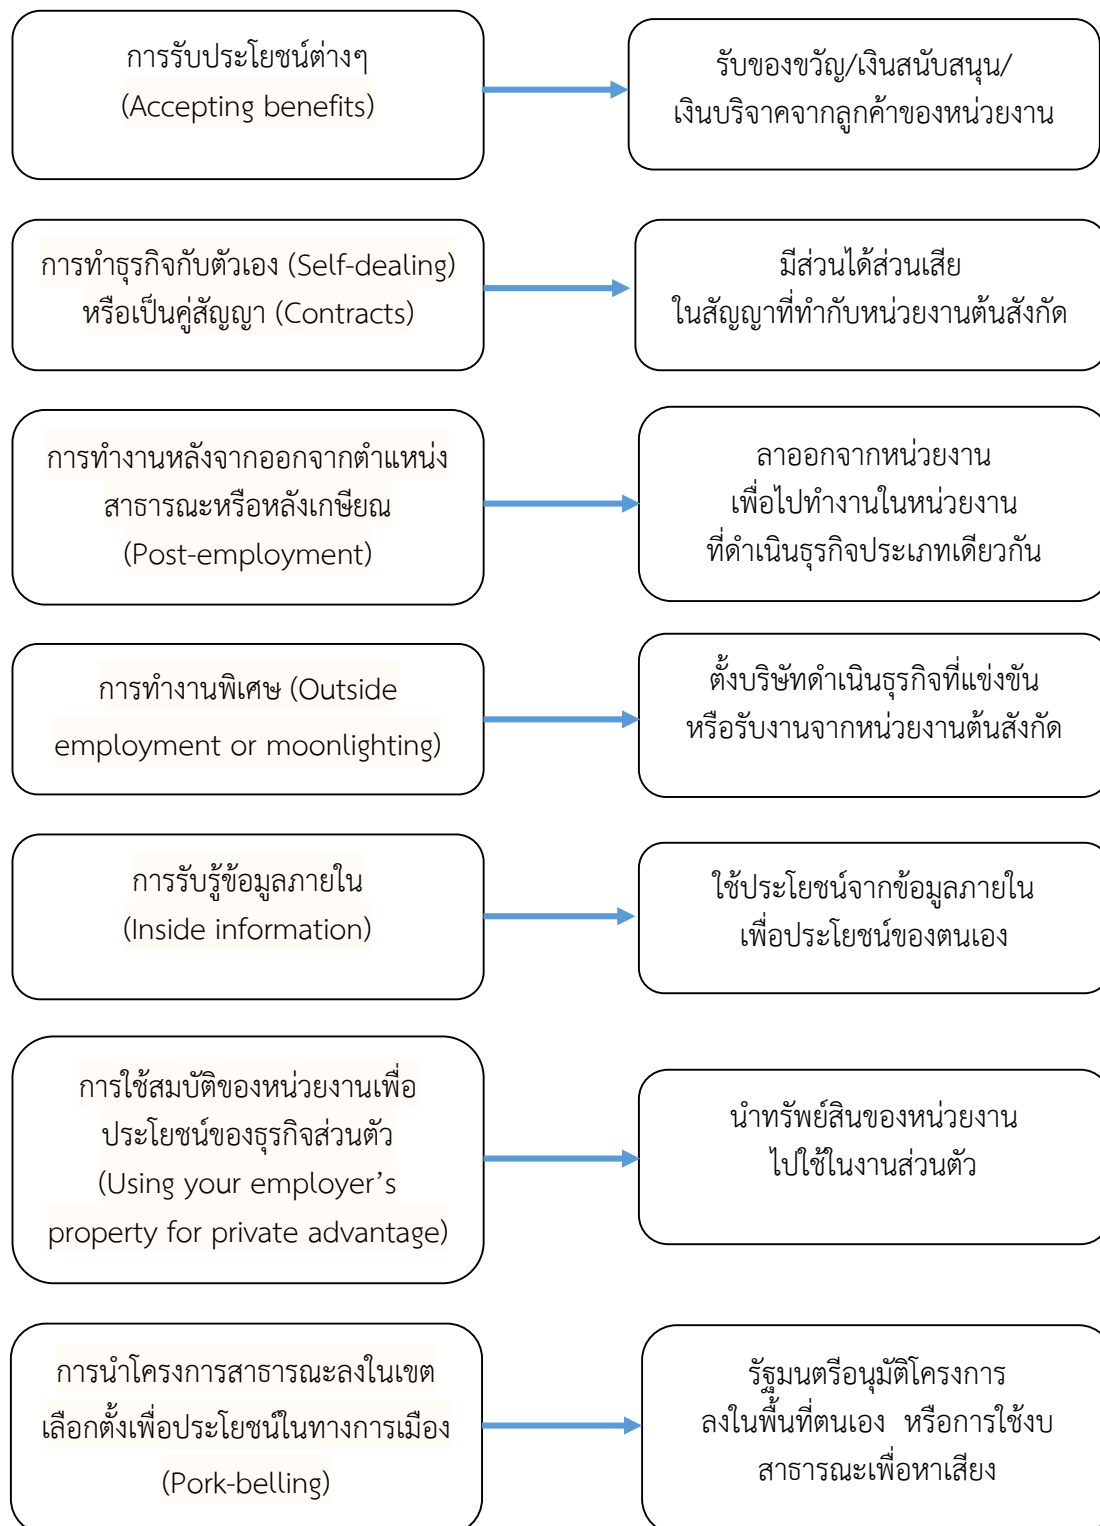 การรับประโยชน์ต่างๆ
(Accepting benefits)
รับของขวัญ/เงินสนับสนุน/
เงินบริจาคจากลูกค้าของหน่วยงาน
การทำธุรกิจกับตัวเอง (Self-dealing)
หรือเป็นคู่สัญญา (Contracts)
มีส่วนได้ส่วนเสีย
ในสัญญาที่ทำกับหน่วยงานต้นสังกัด
การทำงานหลังจากออกจากตำแหน่ง
สาธารณะหรือหลังเกษียณ
(Post-employment)
ลาออกจากหน่วยงาน
เพื่อไปทำงานในหน่วยงาน
ที่ดำเนินธุรกิจประเภทเดียวกัน
การทำงานพิเศษ (Outside
employment or moonlighting)
ตั้งบริษัทดำเนินธุรกิจที่แข่งขัน
หรือรับงานจากหน่วยงานต้นสังกัด
การรับรู้ข้อมูลภายใน
(Inside information)
ใช้ประโยชน์จากข้อมูลภายใน
เพื่อประโยชน์ของตนเอง
การใช้สมบัติของหน่วยงานเพื่อ
ประโยชน์ของธุรกิจส่วนตัว
(Using your employer’s
property for private advantage)
นำทรัพย์สินของหน่วยงาน
ไปใช้ในงานส่วนตัว
การนำโครงการสาธารณะลงในเขต
เลือกตั้งเพื่อประโยชน์ในทางการเมือง
(Pork-belling)
รัฐมนตรีอนุมัติโครงการ
ลงในพื้นที่ตนเอง หรือการใช้งบ
สาธารณะเพื่อหาเสียง